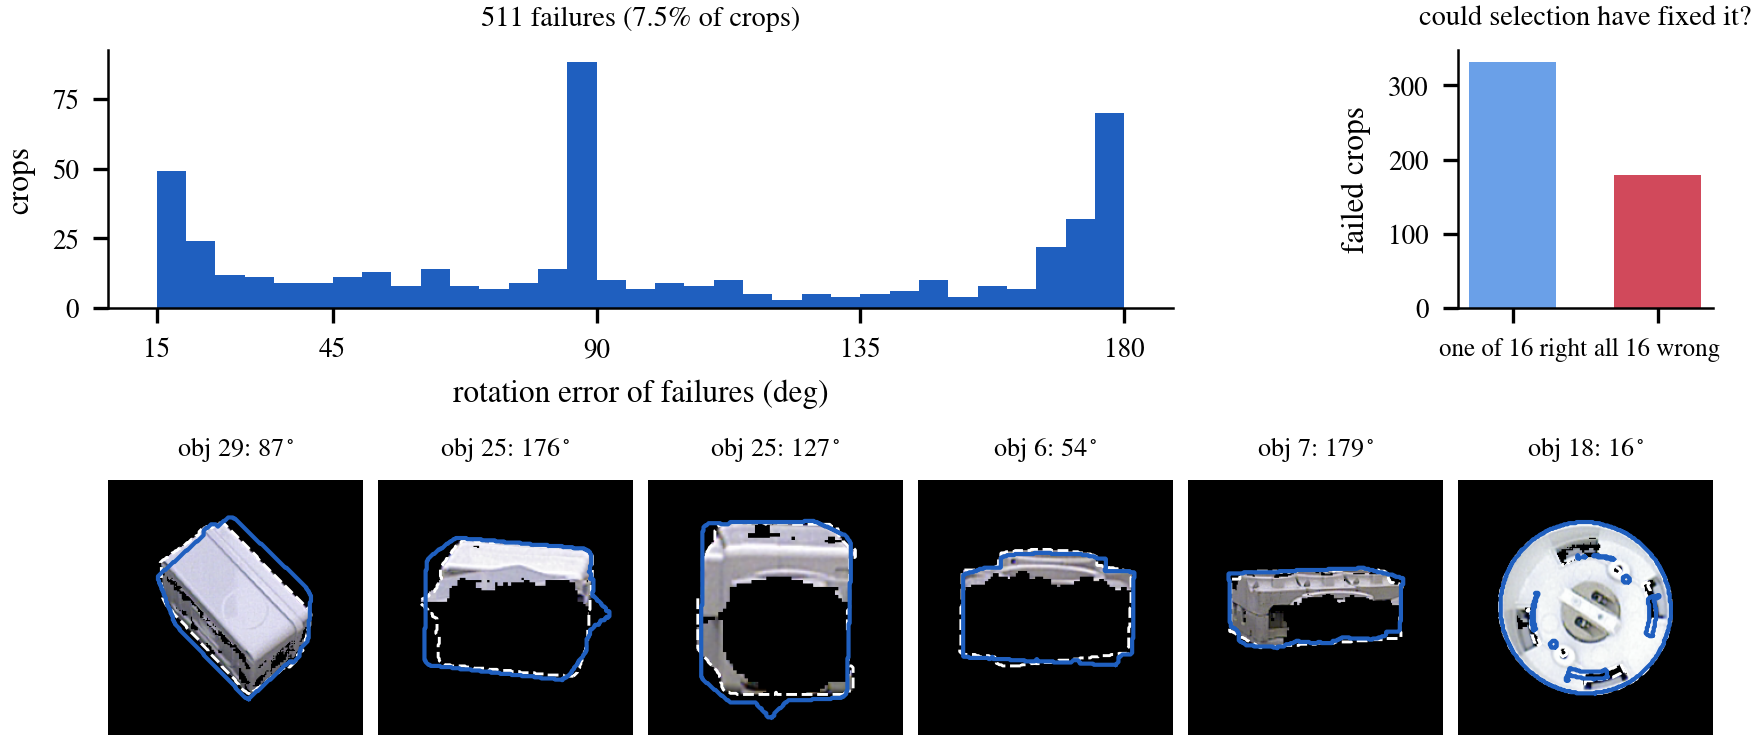 511 failures (7.5% of crops)
could selection have fixed it?
crops
75
50
25
0
15 45 90 135 180
rotation error of failures (deg)
failed crops
300
200
100
0
one of 16 right all 16 wrong
obj 29: 87°
obj 25: 176°
obj 25: 127°
obj 6: 54°
obj 7: 179°
obj 18: 16°